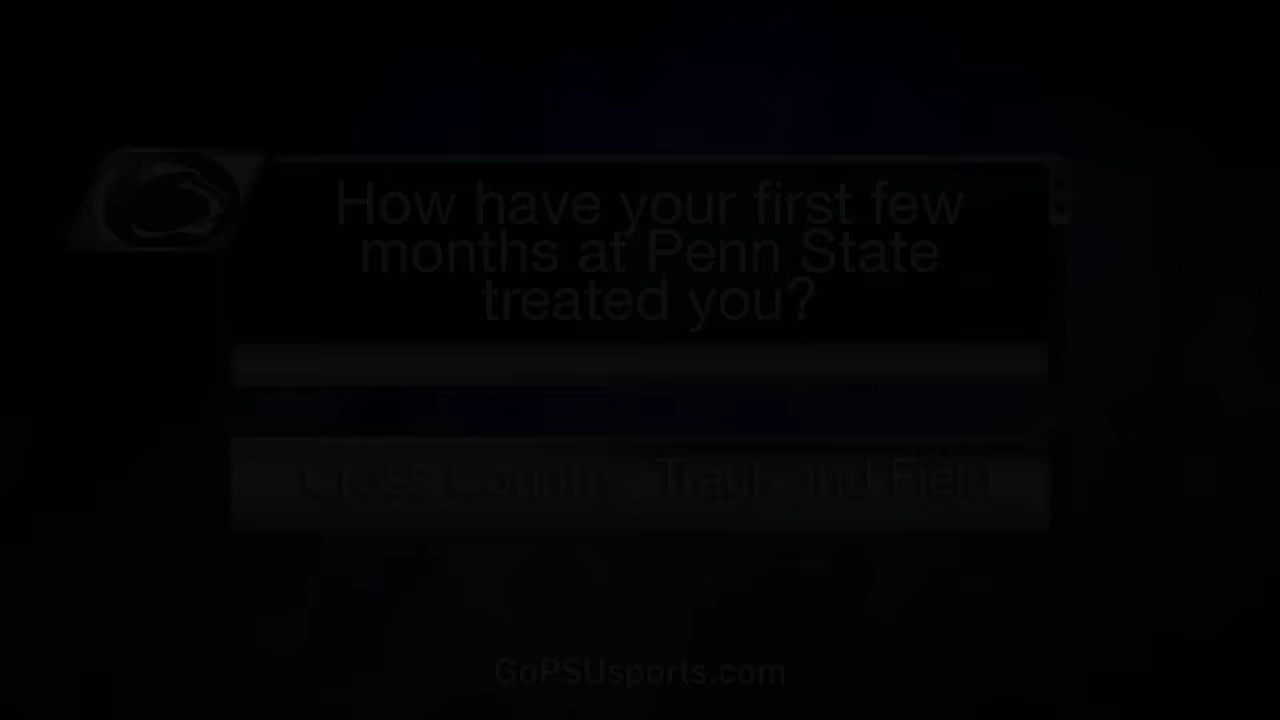 How have your first few
months at Penn State
treated you?
Cross Country / Track and Field
GoPSUsports.com